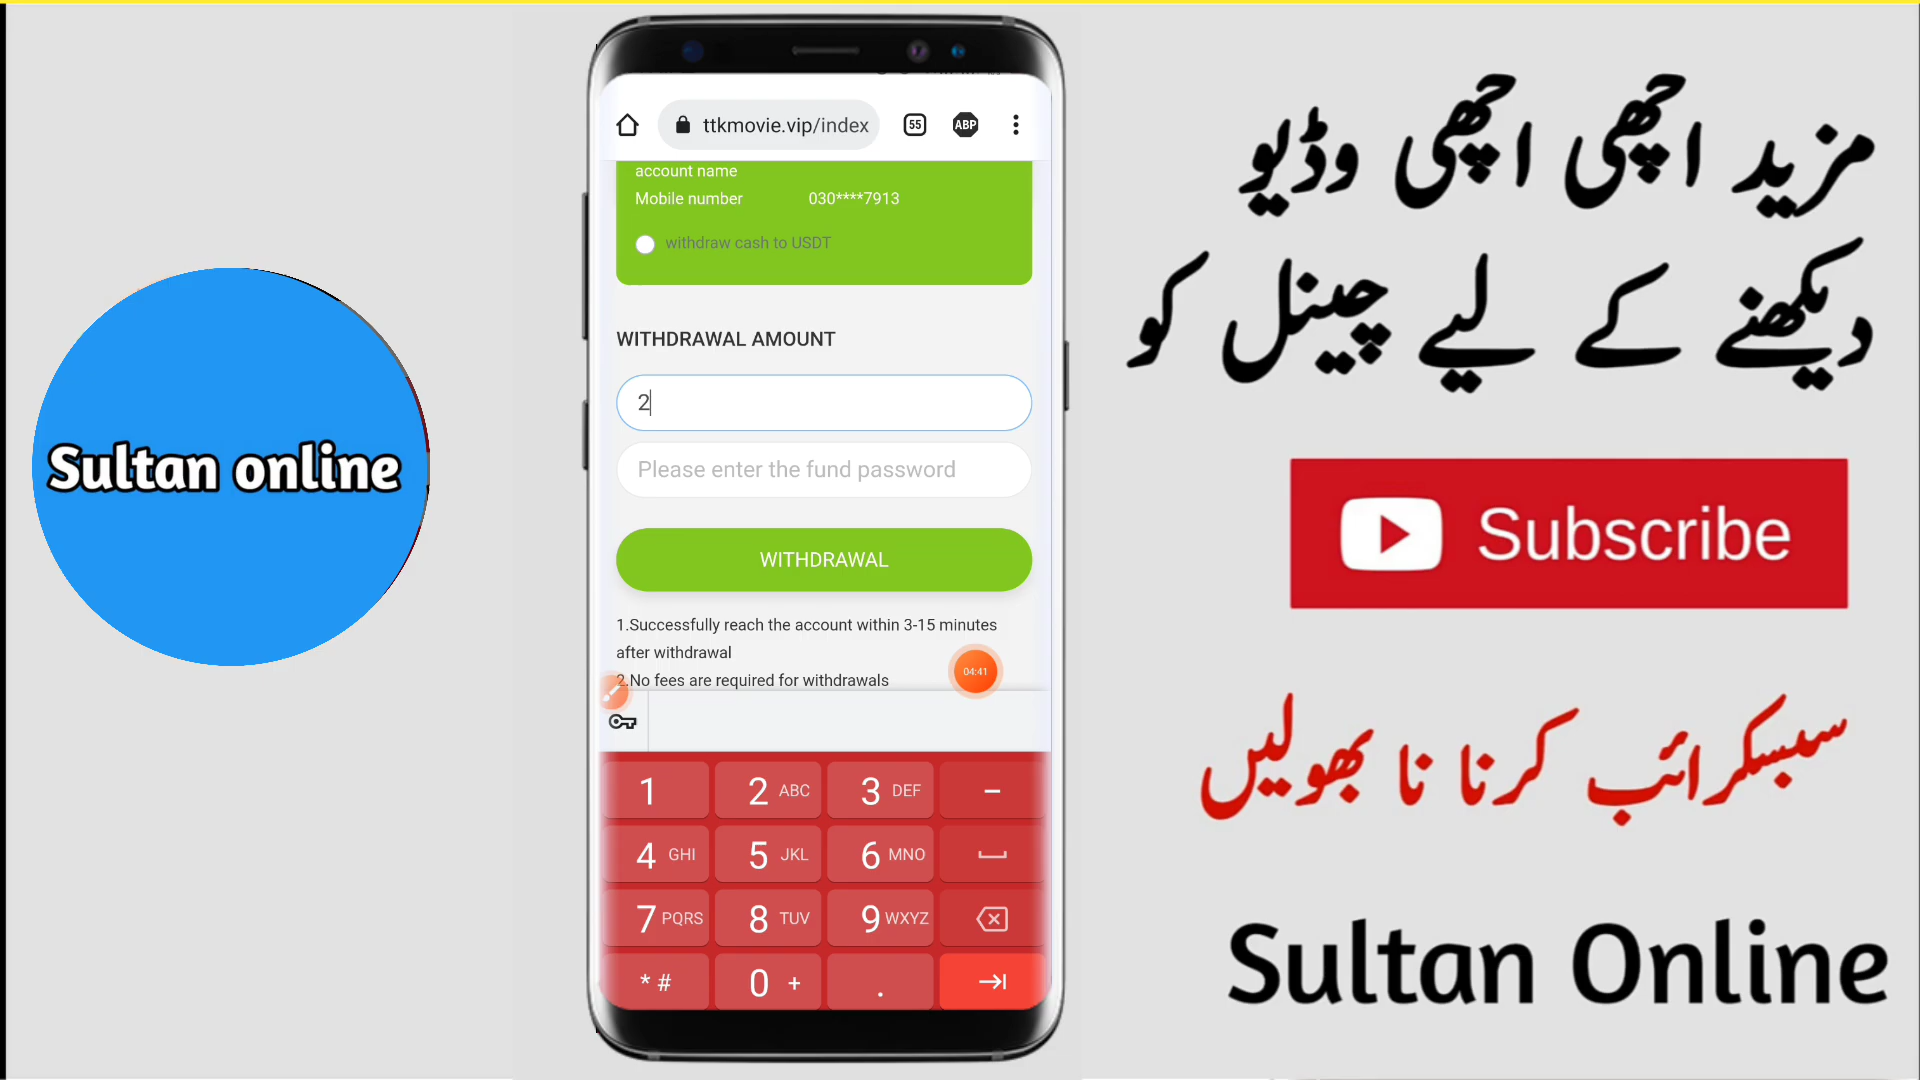 Sultan online
ttkmovie.vip/index
55
ABP
account name
Mobile number 030****7913
withdraw cash to USDT
WITHDRAWAL AMOUNT
2
Please enter the fund password
WITHDRAWAL
1.Successfully reach the account within 3-15 minutes
after withdrawal
2.No fees are required for withdrawals
04:41
1 2 ABC 3 DEF -
4 GHI 5 JKL 6 MNO
7 PQRS 8 TUV 9 WXYZ
* # 0 + .
مزید اچھی اچھی وڈیو
دیکھنے کے لیے چینل کو
Subscribe
سبسکرائب کرنا نا بھولیں
Sultan Online